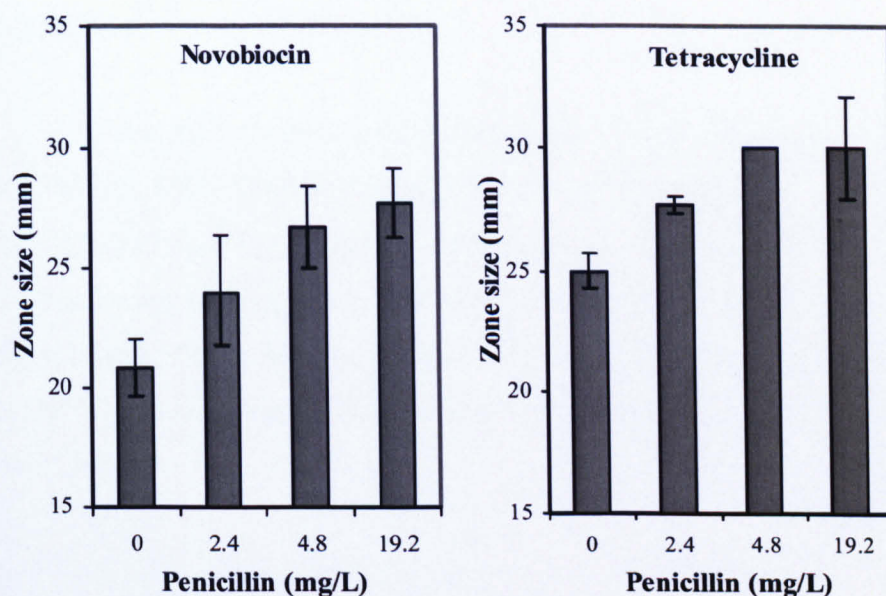 Novobiocin
Zone size (mm)
35
30
25
20
15
0 2.4 4.8 19.2
Penicillin (mg/L)
Tetracycline
Zone size (mm)
35
30
25
20
15
0 2.4 4.8 19.2
Penicillin (mg/L)